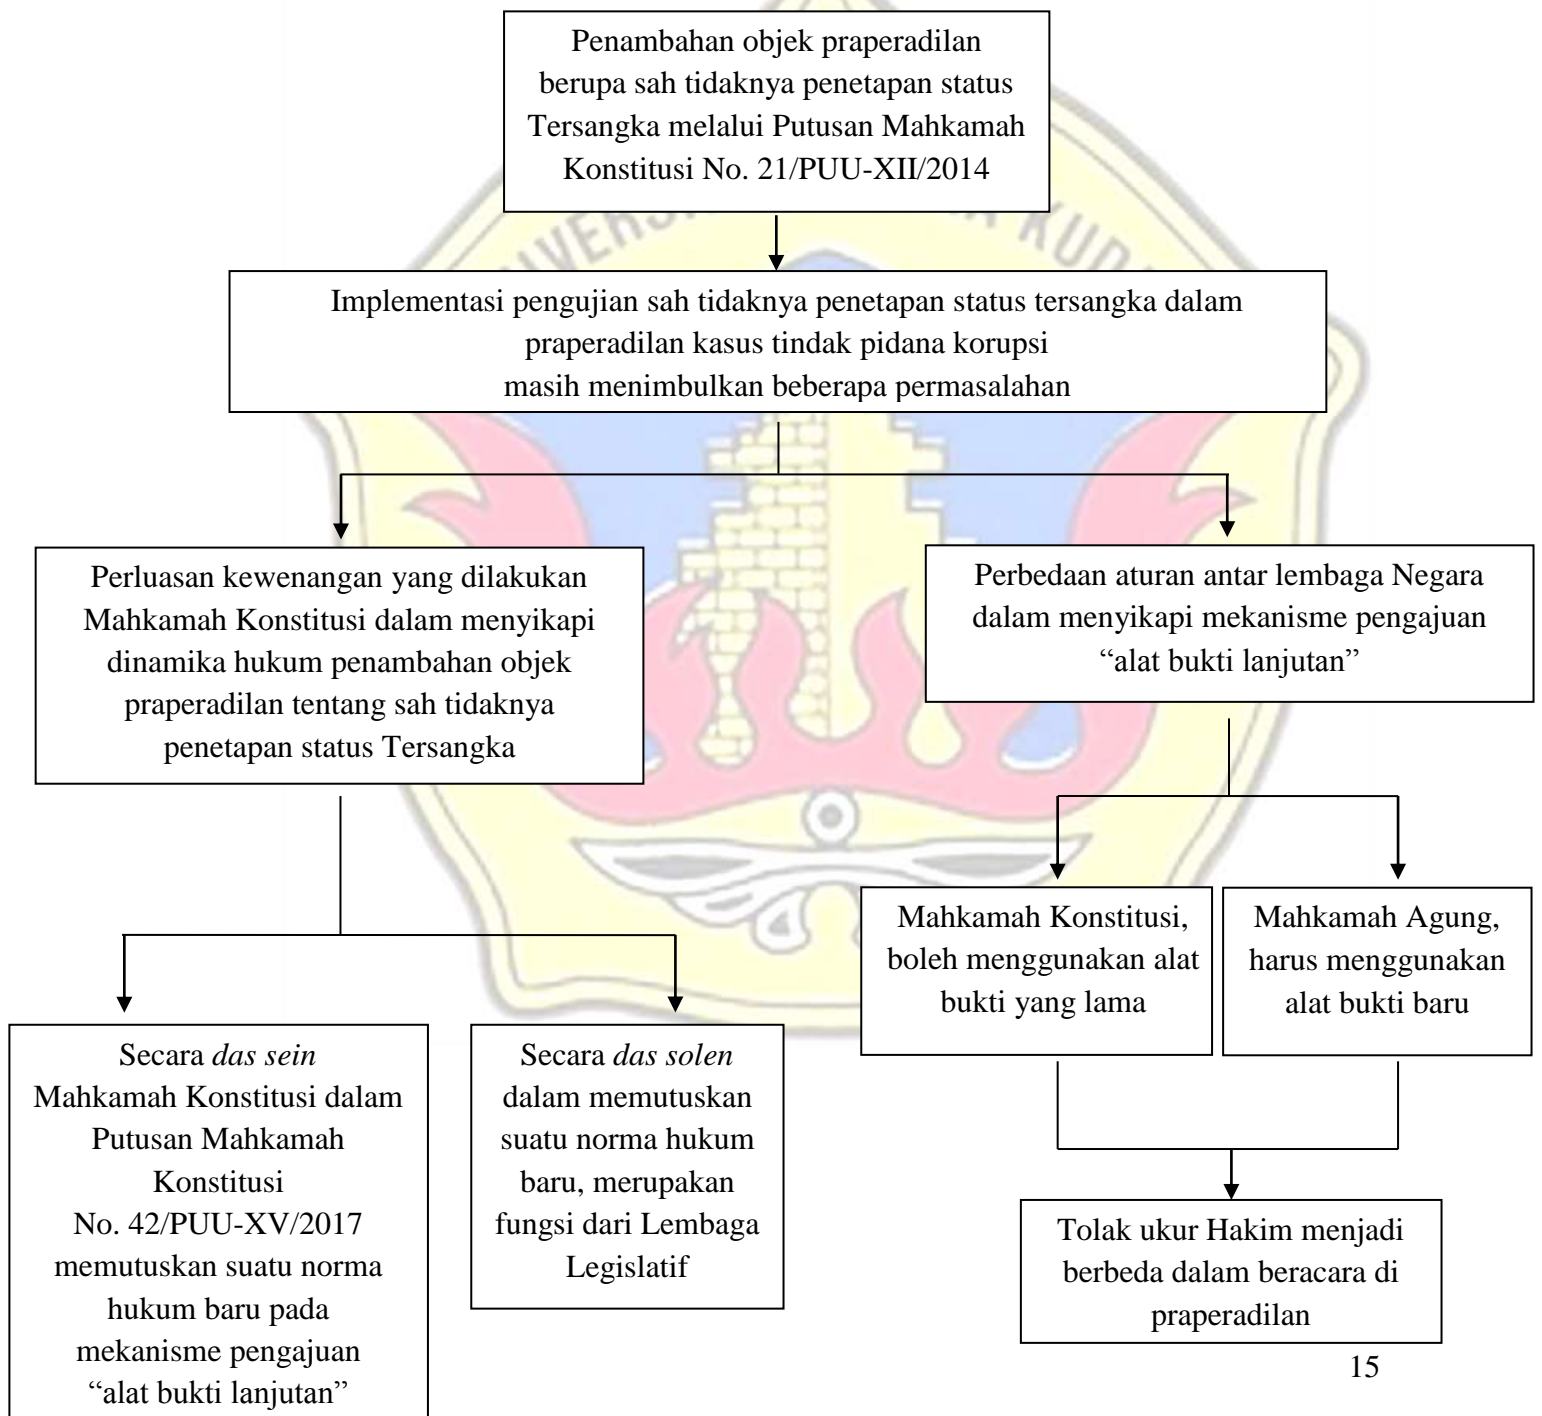 Penambahan objek praperadilan
berupa sah tidaknya penetapan status
Tersangka melalui Putusan Mahkamah
Konstitusi No. 21/PUU-XII/2014
Implementasi pengujian sah tidaknya penetapan status tersangka dalam
praperadilan kasus tindak pidana korupsi
masih menimbulkan beberapa permasalahan
Perluasan kewenangan yang dilakukan
Mahkamah Konstitusi dalam menyikapi
dinamika hukum penambahan objek
praperadilan tentang sah tidaknya
penetapan status Tersangka
Perbedaan aturan antar lembaga Negara
dalam menyikapi mekanisme pengajuan
“alat bukti lanjutan”
Mahkamah Konstitusi,
boleh menggunakan alat
bukti yang lama
Mahkamah Agung,
harus menggunakan
alat bukti baru
Secara das sein
Mahkamah Konstitusi dalam
Putusan Mahkamah
Konstitusi
No. 42/PUU-XV/2017
memutuskan suatu norma
hukum baru pada
mekanisme pengajuan
“alat bukti lanjutan”
Secara das solen
dalam memutuskan
suatu norma hukum
baru, merupakan
fungsi dari Lembaga
Legislatif
Tolak ukur Hakim menjadi
berbeda dalam beracara di
praperadilan
15